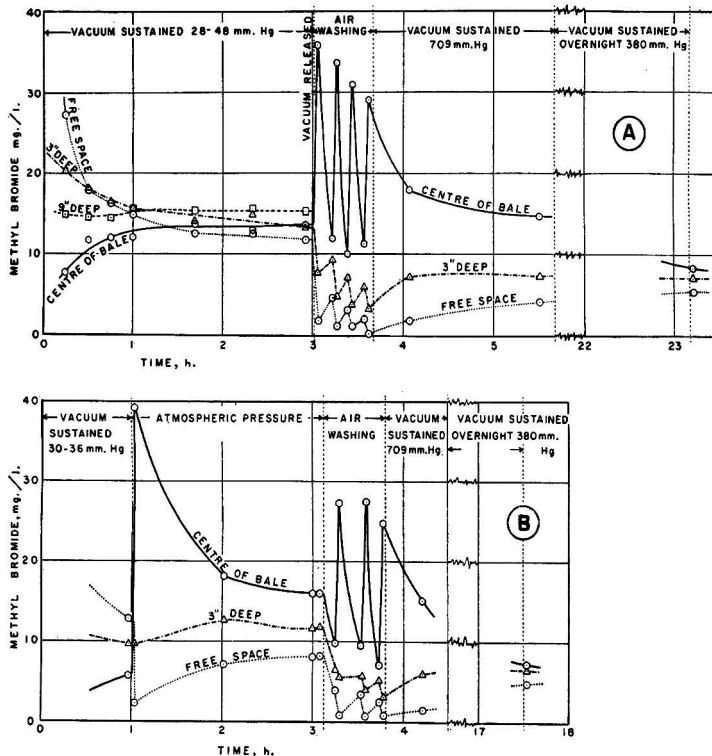 VACUUM SUSTAINED 28-48 mm. Hg
AIR WASHING
VACUUM SUSTAINED 709 mm. Hg
VACUUM SUSTAINED OVERNIGHT 380 mm. Hg
VACUUM RELEASED
METHYL BROMIDE mg./l.
40
30
20
10
0
FREE SPACE
3" DEEP
9" DEEP
CENTRE OF BALE
CENTRE OF BALE
3" DEEP
FREE SPACE
A
0 1 2 3 4 5 22 23
TIME, h.
VACUUM SUSTAINED 30-36 mm. Hg
ATMOSPHERIC PRESSURE
AIR WASHING
VACUUM SUSTAINED 709 mm. Hg.
VACUUM SUSTAINED OVERNIGHT 380 mm. Hg
METHYL BROMIDE, mg./l.
40
30
20
10
0
CENTRE OF BALE
3" DEEP
FREE SPACE
B
0 1 2 3 4 17 18
TIME, h.